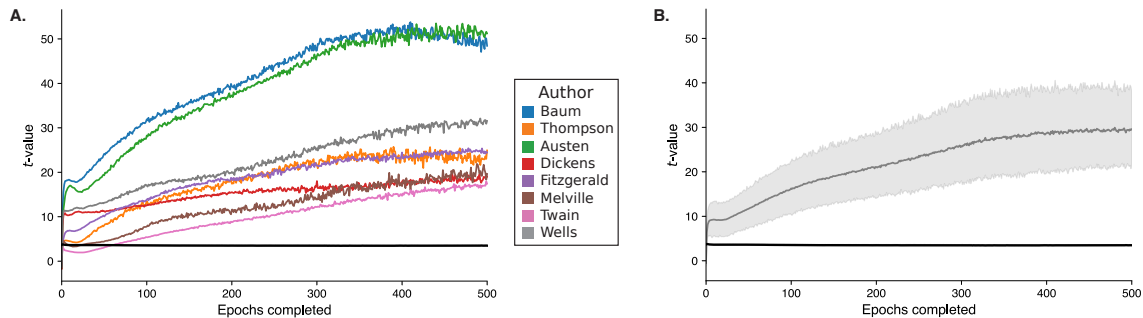 A.
t-value
50
40
30
20
10
0
0 100 200 300 400 500
Epochs completed
Author
Baum
Thompson
Austen
Dickens
Fitzgerald
Melville
Twain
Wells
B.
t-value
50
40
30
20
10
0
0 100 200 300 400 500
Epochs completed